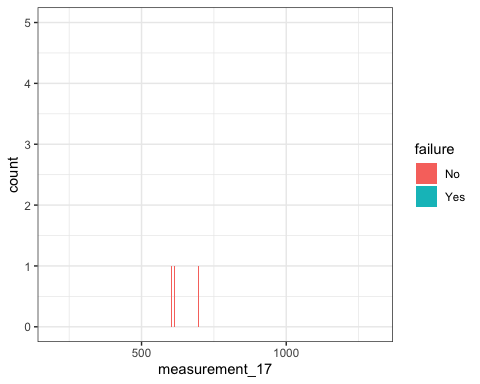 5
4
3
2
1
0
count
500
1000
measurement_17
failure
No
Yes